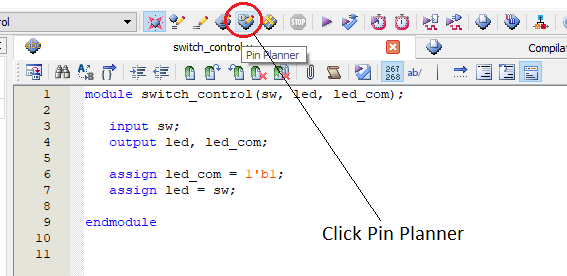 rol
STOP
switch_control.v
Compilat
Pin Planner
267
268
ab/
1 module switch_control(sw, led, led_com);
2
3 input sw;
4 output led, led_com;
5
6 assign led_com = 1'b1;
7 assign led = sw;
8
9 endmodule
10
11
Click Pin Planner